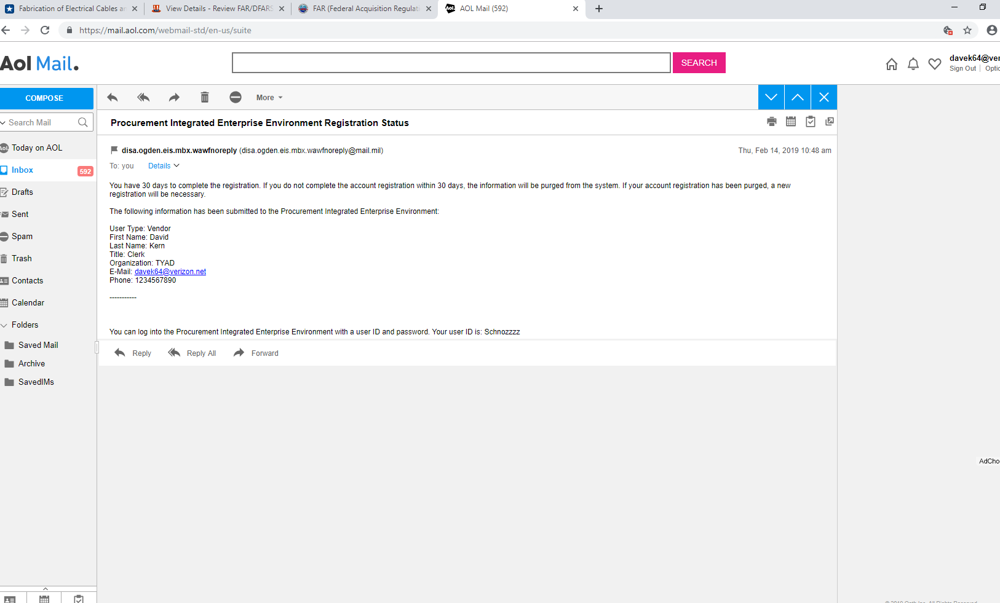 Fabrication of Electrical Cables an
View Details - Review FAR/DFARS
FAR (Federal Acquisition Regulati
Aol. AOL Mail (592)
https://mail.aol.com/webmail-std/en-us/suite
Aol Mail.
SEARCH
davek64@ver
Sign Out | Optio
COMPOSE
More
Search Mail
Procurement Integrated Enterprise Environment Registration Status
Aol. Today on AOL
disa.ogden.eis.mbx.wawfnoreply (disa.ogden.eis.mbx.wawfnoreply@mail.mil)
Thu, Feb 14, 2019 10:48 am
To: you Details
Inbox 592
Drafts
Sent
Spam
Trash
Contacts
Calendar
Folders
Saved Mail
Archive
SavedIMs
You have 30 days to complete the registration. If you do not complete the account registration within 30 days, the information will be purged from the system. If your account registration has been purged, a new
registration will be necessary.
The following information has been submitted to the Procurement Integrated Enterprise Environment:
User Type: Vendor
First Name: David
Last Name: Kern
Title: Clerk
Organization: TYAD
E-Mail: davek64@verizon.net
Phone: 1234567890
-----------
You can log into the Procurement Integrated Enterprise Environment with a user ID and password. Your user ID is: Schnozzzz
Reply Reply All Forward
AdCho